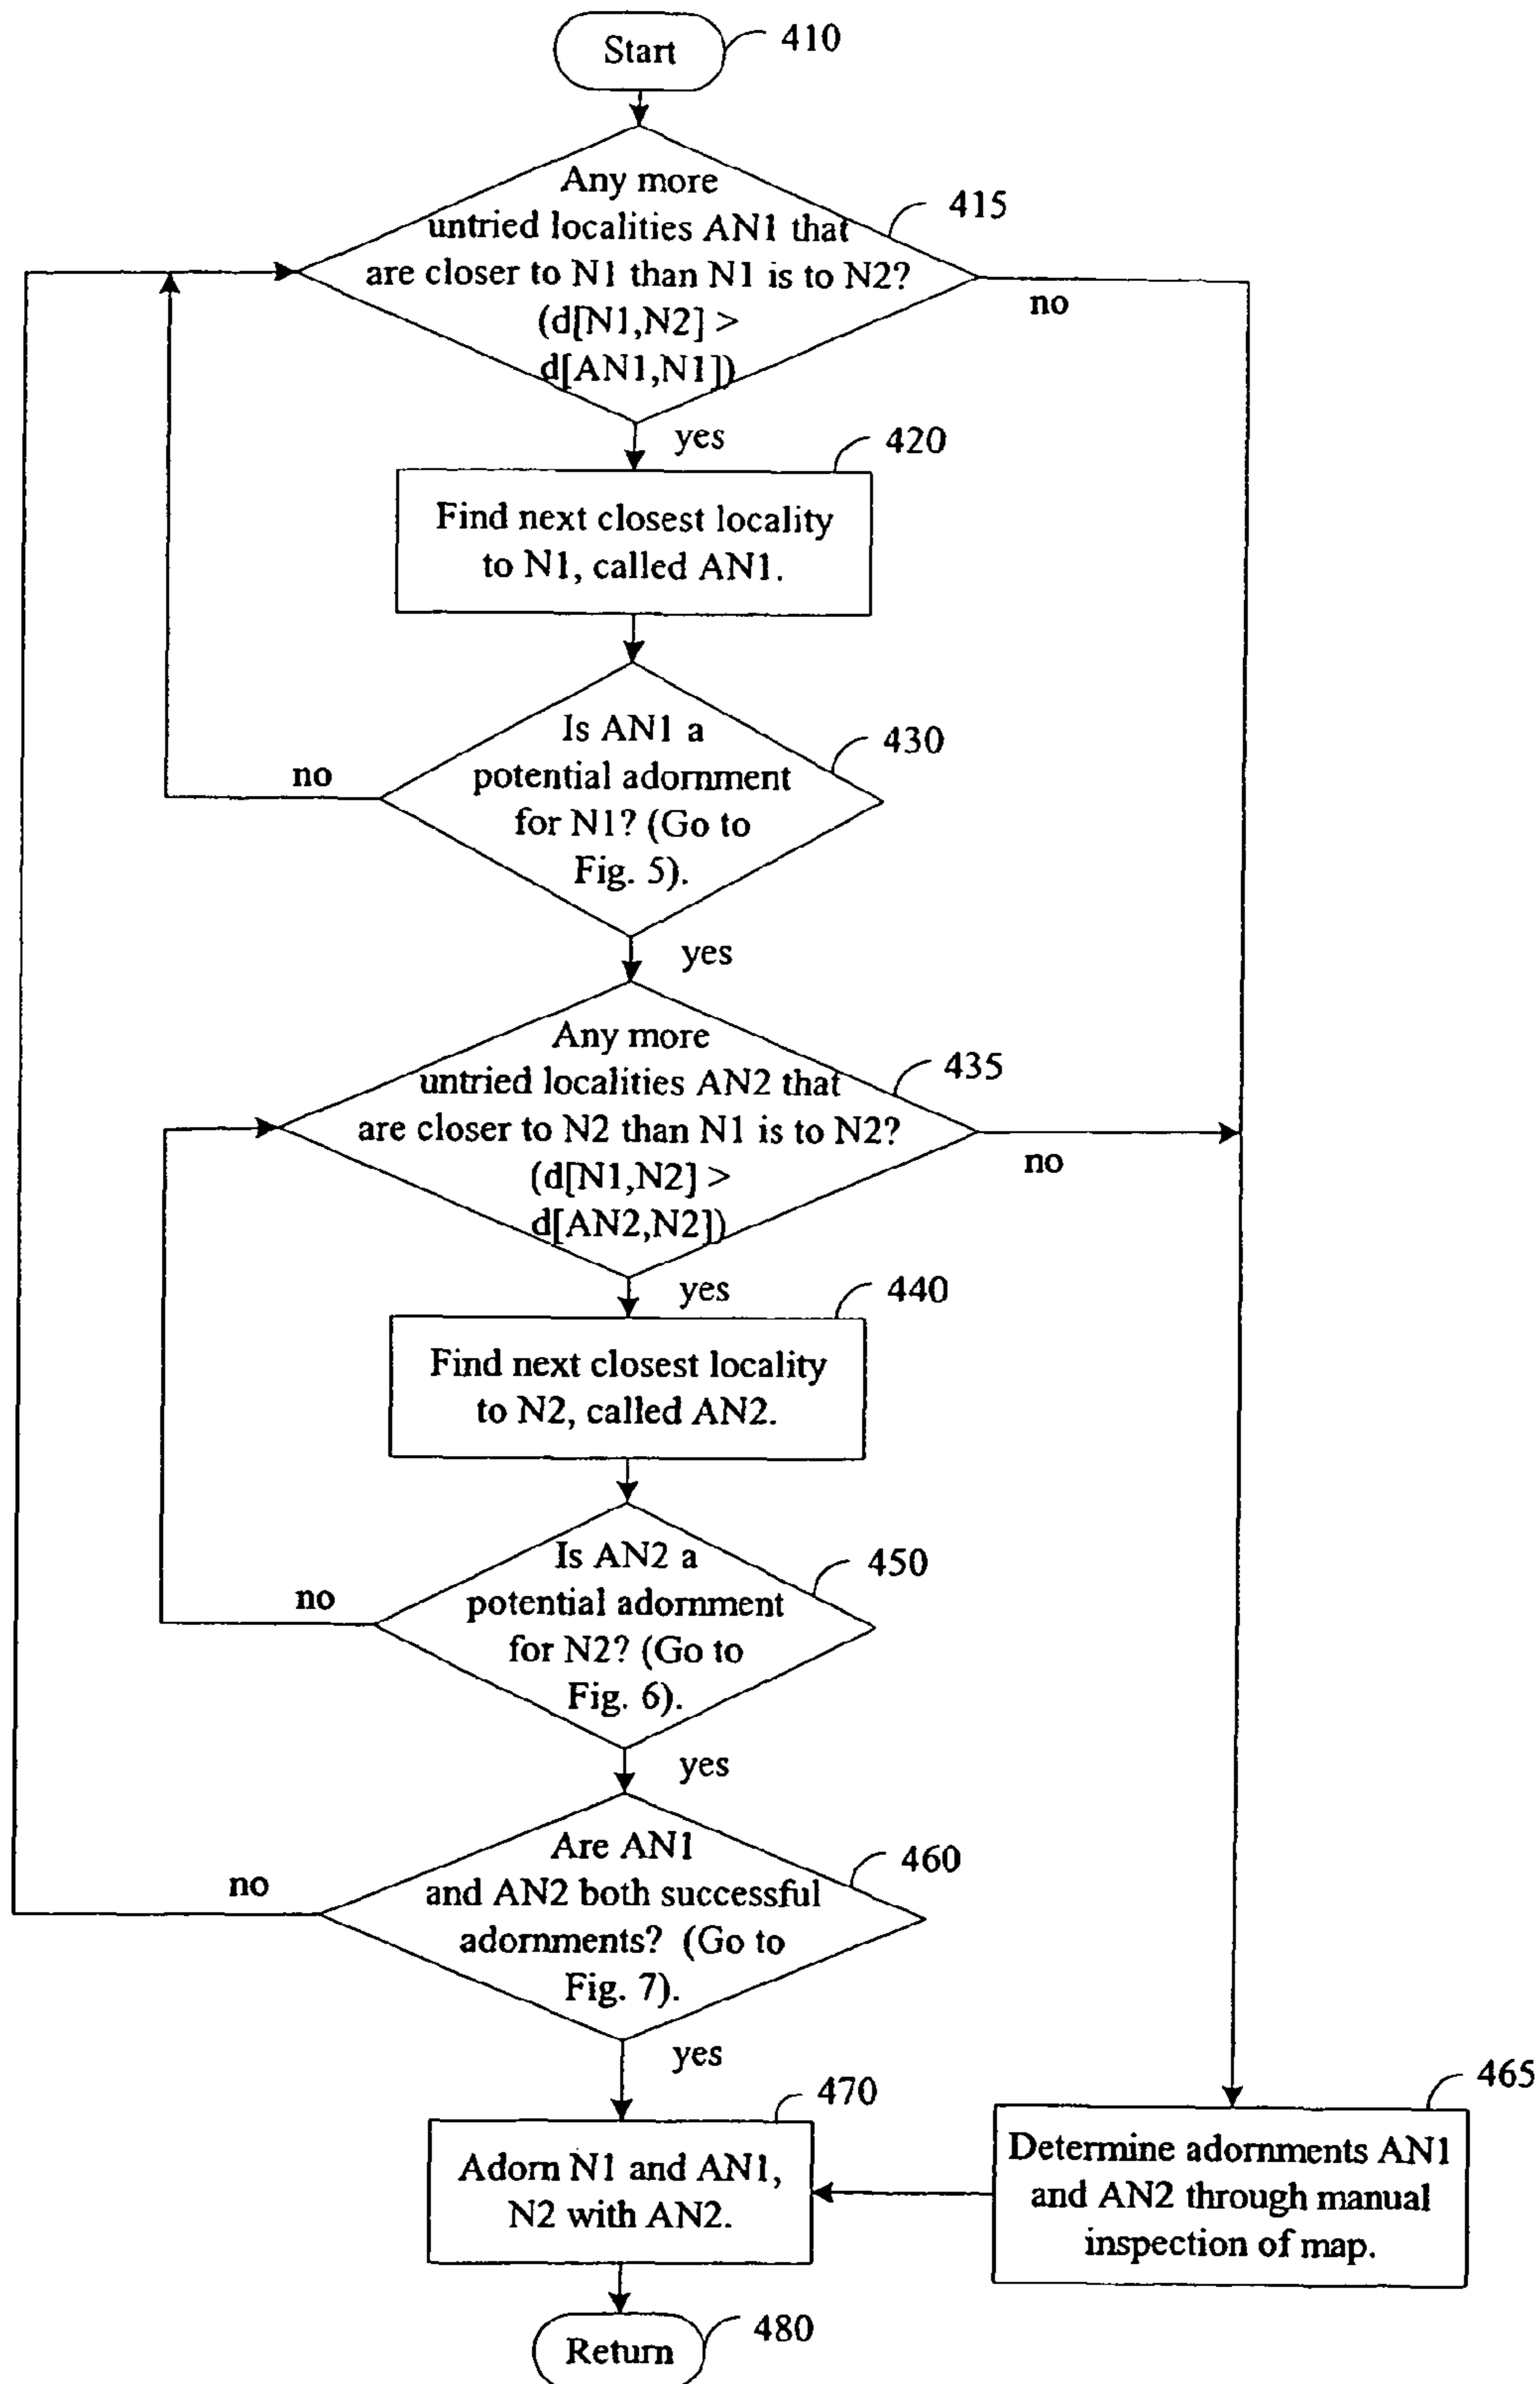 Start
410
Any more
untried localities AN1 that
are closer to N1 than N1 is to N2?
(d[N1,N2] >
d[AN1,N1])
415
no
yes
420
Find next closest locality
to N1, called AN1.
Is AN1 a
potential adornment
for N1? (Go to
Fig. 5).
430
no
yes
Any more
untried localities AN2 that
are closer to N2 than N1 is to N2?
(d[N1,N2] >
d[AN2,N2])
435
no
yes
440
Find next closest locality
to N2, called AN2.
Is AN2 a
potential adornment
for N2? (Go to
Fig. 6).
450
no
yes
Are AN1
and AN2 both successful
adornments? (Go to
Fig. 7).
460
no
yes
470
Adorn N1 and AN1,
N2 with AN2.
465
Determine adornments AN1
and AN2 through manual
inspection of map.
Return
480